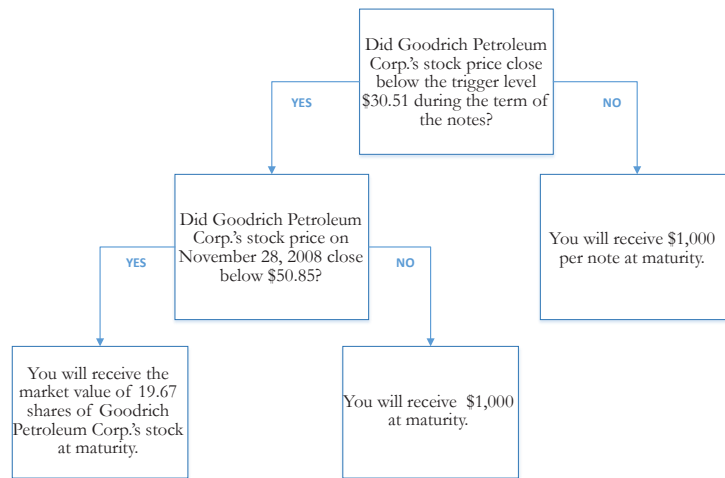 Did Goodrich Petroleum
Corp.'s stock price close
below the trigger level
$30.51 during the term of
the notes?
YES
NO
Did Goodrich Petroleum
Corp.'s stock price on
November 28, 2008 close
below $50.85?
You will receive $1,000
per note at maturity.
YES
NO
You will receive the
market value of 19.67
shares of Goodrich
Petroleum Corp.'s stock
at maturity.
You will receive $1,000
at maturity.